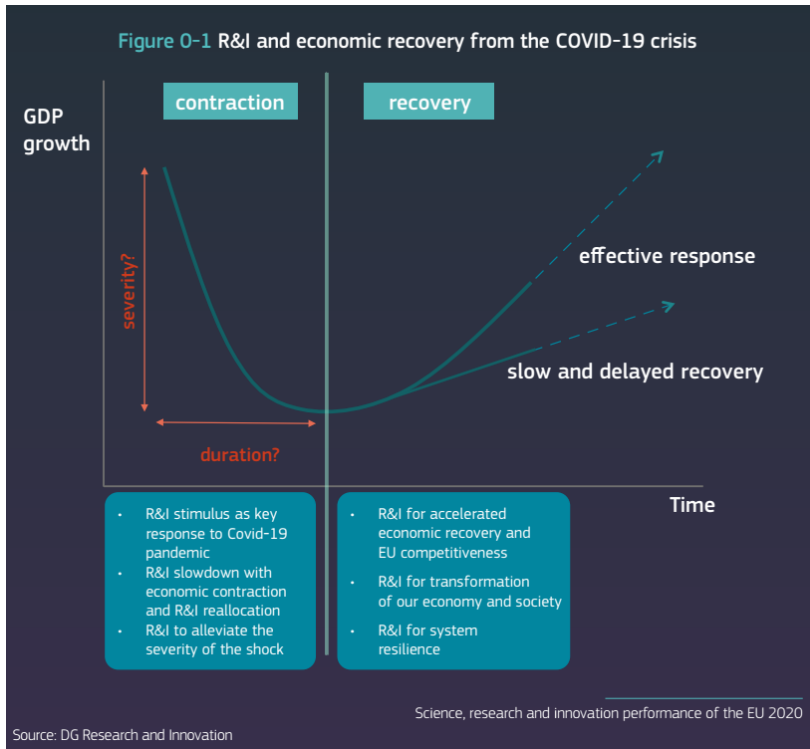 Figure 0-1 R&I and economic recovery from the COVID-19 crisis
contraction
recovery
GDP
growth
severity?
effective response
slow and delayed recovery
duration?
Time
• R&I stimulus as key
response to Covid-19
pandemic
• R&I slowdown with
economic contraction
and R&I reallocation
• R&I to alleviate the
severity of the shock
• R&I for accelerated
economic recovery and
EU competitiveness
• R&I for transformation
of our economy and society
• R&I for system
resilience
Science, research and innovation performance of the EU 2020
Source: DG Research and Innovation